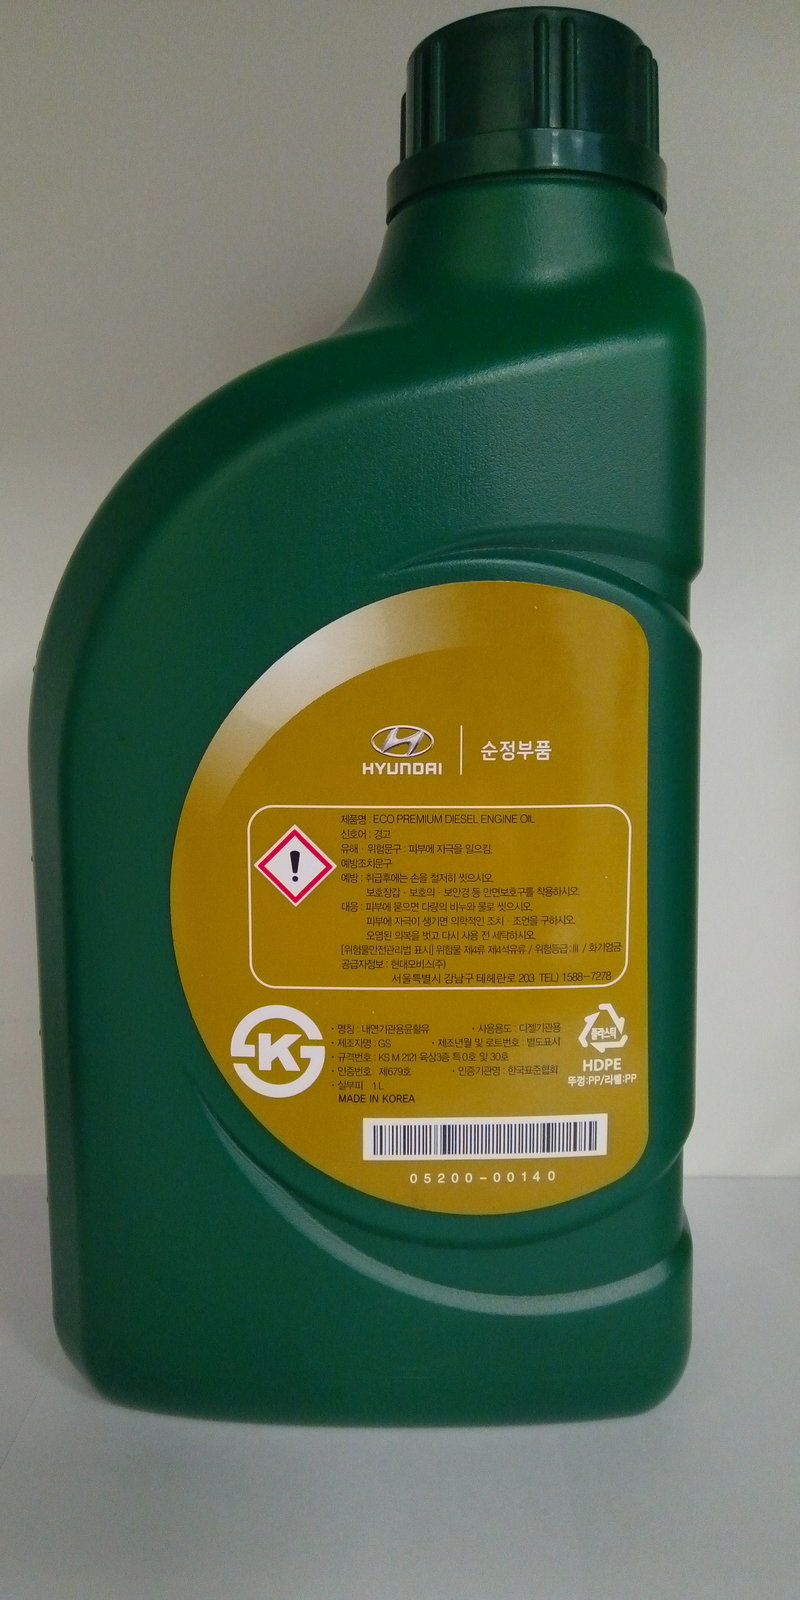 HYUNDAI 순정부품
제품명 : ECO PREMIUM DIESEL ENGINE OIL
신호어 : 경고
유해 · 위험문구 : 피부에 자극을 일으킴.
예방조치문구
예방 : 취급후에는 손을 철저히 씻으시오.
보호장갑 · 보호의 · 보안경 등 안면보호구를 착용하시오.
대응 : 피부에 묻으면 다량의 비누와 물로 씻으시오.
피부에 자극이 생기면 의학적인 조치 · 조언을 구하시오.
오염된 의복을 벗고 다시 사용 전 세탁하시오.
[위험물안전관리법 표시] 위험물 제4류 제4석유류 / 위험등급 : III / 화기엄금
공급자정보 : 현대모비스(주)
서울특별시 강남구 테헤란로 203 TEL) 1588-7278
K
· 명칭 : 내연기관용윤활유 · 사용용도 : 디젤기관용
· 제조자명 : GS · 제조년월 및 로트번호 : 별도표시
· 규격번호 : KS M 2121 육상3종 특 0호 및 30호
· 인증번호 제679호 · 인증기관명 : 한국표준협회
· 실부피 1 L
MADE IN KOREA
플라스틱
HDPE
뚜껑:PP/라벨:PP
05200-00140